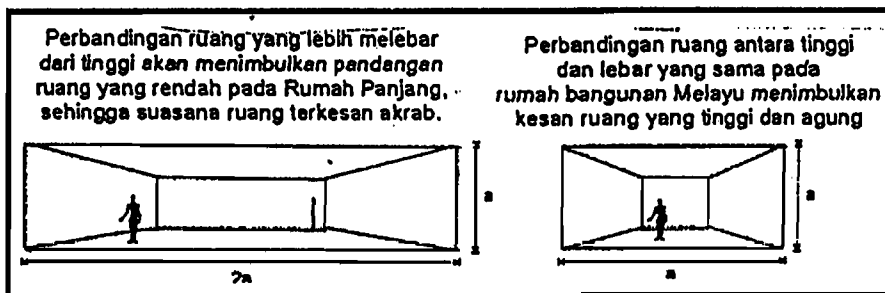 Perbandingan ruang yang lebih melebar
dari tinggi akan menimbulkan pandangan
ruang yang rendah pada Rumah Panjang,
sehingga suasana ruang terkesan akrab.
a
2a
Perbandingan ruang antara tinggi
dan lebar yang sama pada
rumah bangunan Melayu menimbulkan
kesan ruang yang tinggi dan agung
a
a